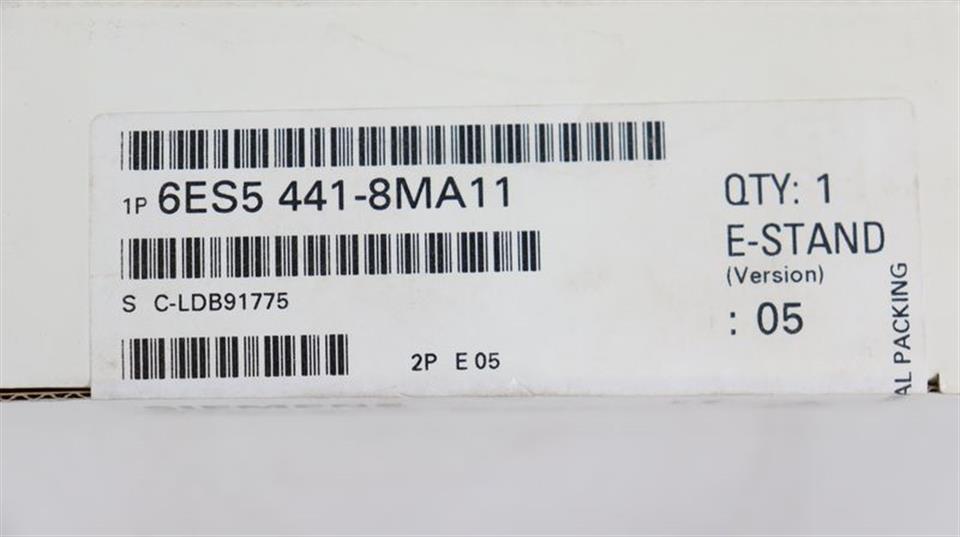 1P 6ES5 441-8MA11
S C-LDB91775
2P E 05
QTY: 1
E-STAND
(Version)
: 05
AL PACKING